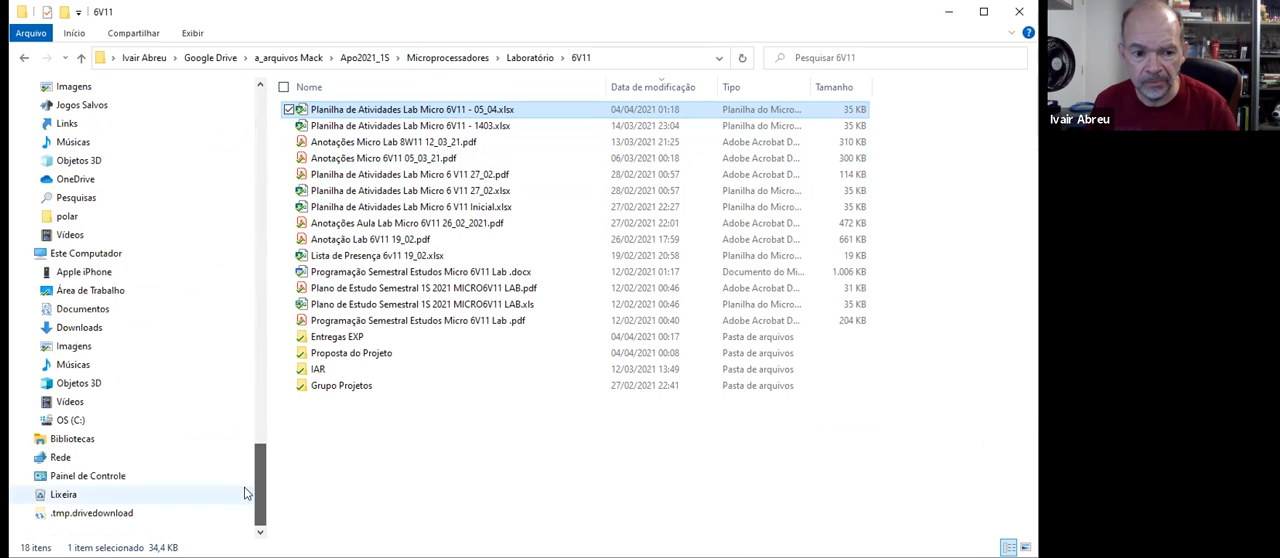 6V11
Arquivo Início Compartilhar Exibir
Ivair Abreu Google Drive a_arquivos Mack Apo2021_1S Microprocessadores Laboratório 6V11 Pesquisar 6V11
Nome Data de modificação Tipo Tamanho
Imagens
Jogos Salvos
Links
Músicas
Objetos 3D
OneDrive
Pesquisas
polar
Vídeos
Este Computador
Apple iPhone
Área de Trabalho
Documentos
Downloads
Imagens
Músicas
Objetos 3D
Vídeos
OS (C:)
Bibliotecas
Rede
Painel de Controle
Lixeira
.tmp.drivedownload
Planilha de Atividades Lab Micro 6V11 - 05_04.xlsx 04/04/2021 01:18 Planilha do Micro... 35 KB
Planilha de Atividades Lab Micro 6V11 - 1403.xlsx 14/03/2021 23:04 Planilha do Micro... 35 KB
Anotações Micro Lab 8W11 12_03_21.pdf 13/03/2021 21:25 Adobe Acrobat D... 310 KB
Anotações Micro 6V11 05_03_21.pdf 06/03/2021 00:18 Adobe Acrobat D... 300 KB
Planilha de Atividades Lab Micro 6 V11 27_02.pdf 28/02/2021 00:57 Adobe Acrobat D... 114 KB
Planilha de Atividades Lab Micro 6 V11 27_02.xlsx 28/02/2021 00:57 Planilha do Micro... 35 KB
Planilha de Atividades Lab Micro 6 V11 Inicial.xlsx 27/02/2021 22:27 Planilha do Micro... 35 KB
Anotações Aula Lab Micro 6V11 26_02_2021.pdf 27/02/2021 22:01 Adobe Acrobat D... 472 KB
Anotação Lab 6V11 19_02.pdf 26/02/2021 17:59 Adobe Acrobat D... 661 KB
Lista de Presença 6v11 19_02.xlsx 19/02/2021 20:58 Planilha do Micro... 19 KB
Programação Semestral Estudos Micro 6V11 Lab .docx 12/02/2021 01:17 Documento do Mi... 1.006 KB
Plano de Estudo Semestral 1S 2021 MICRO6V11 LAB.pdf 12/02/2021 00:46 Adobe Acrobat D... 31 KB
Plano de Estudo Semestral 1S 2021 MICRO6V11 LAB.xls 12/02/2021 00:46 Planilha do Micro... 35 KB
Programação Semestral Estudos Micro 6V11 Lab .pdf 12/02/2021 00:40 Adobe Acrobat D... 204 KB
Entregas EXP 04/04/2021 00:17 Pasta de arquivos
Proposta do Projeto 04/04/2021 00:08 Pasta de arquivos
IAR 12/03/2021 13:49 Pasta de arquivos
Grupo Projetos 27/02/2021 22:41 Pasta de arquivos
18 itens 1 item selecionado 34,4 KB
Ivair Abreu